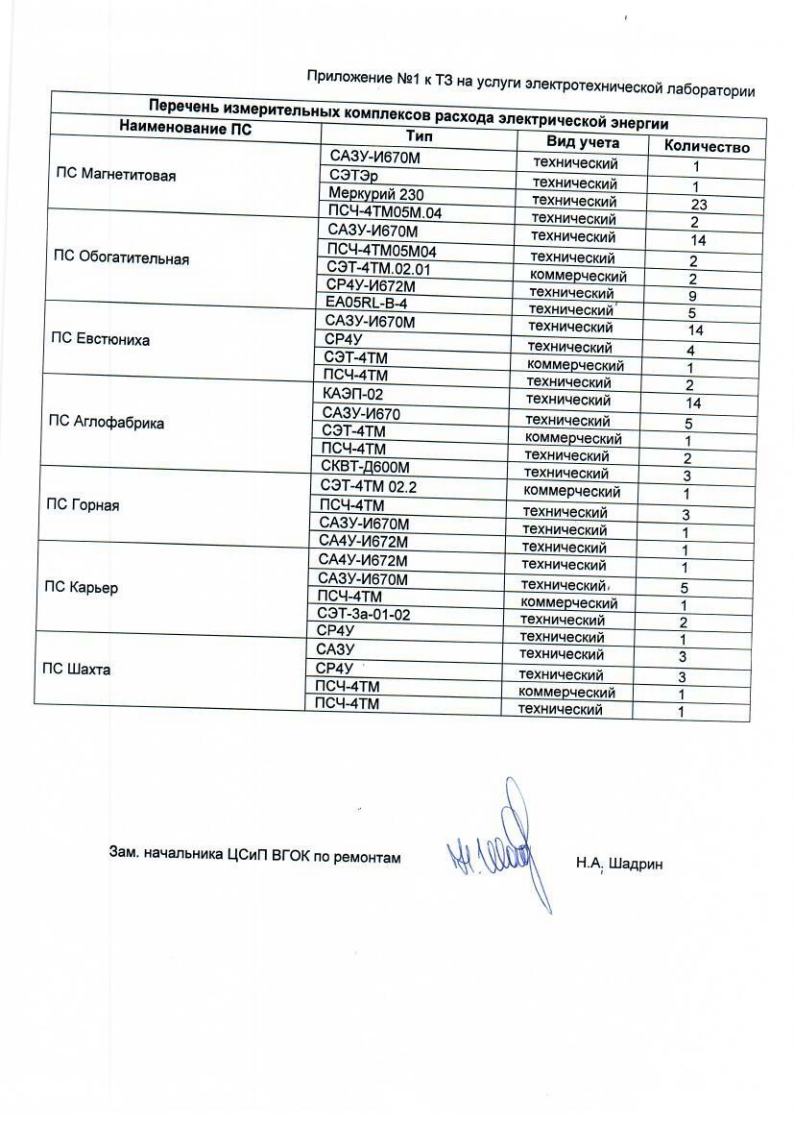 Приложение №1 к ТЗ на услуги электротехнической лаборатории
Перечень измерительных комплексов расхода электрической энергии
Наименование ПС Тип Вид учета Количество
ПС Магнетитовая
САЗУ-И670М технический 1
СЭТЭр технический 1
Меркурий 230 технический 23
ПСЧ-4ТМ05М.04 технический 2
ПС Обогатительная
САЗУ-И670М технический 14
ПСЧ-4ТМ05М04 технический 2
СЭТ-4ТМ.02.01 коммерческий 2
СР4У-И672М технический 9
EA05RL-B-4 технический 5
ПС Евстюниха
САЗУ-И670М технический 14
СР4У технический 4
СЭТ-4ТМ коммерческий 1
ПСЧ-4ТМ технический 2
ПС Аглофабрика
КАЭП-02 технический 14
САЗУ-И670 технический 5
СЭТ-4ТМ коммерческий 1
ПСЧ-4ТМ технический 2
СКВТ-Д600М технический 3
ПС Горная
СЭТ-4ТМ 02.2 коммерческий 1
ПСЧ-4ТМ технический 3
САЗУ-И670М технический 1
СА4У-И672М технический 1
ПС Карьер
СА4У-И672М технический 1
САЗУ-И670М технический 5
ПСЧ-4ТМ коммерческий 1
СЭТ-3а-01-02 технический 2
СР4У технический 1
ПС Шахта
САЗУ технический 3
СР4У технический 3
ПСЧ-4ТМ коммерческий 1
ПСЧ-4ТМ технический 1
Зам. начальника ЦСиП ВГОК по ремонтам Н.А. Шадрин